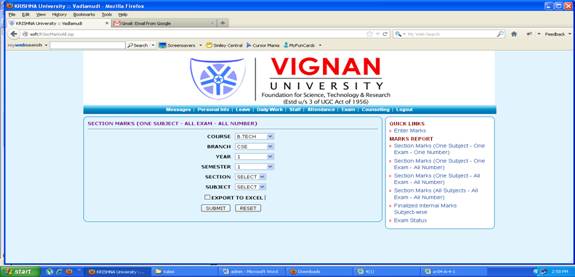 KRISHNA University :: Vadlamudi - Mozilla Firefox
File Edit View History Bookmarks Tools Help
KRISHNA University :: Vadlamudi
Gmail: Email from Google
My Web Search
Feedback
mywebsearch Search Screensavers Smiley Central Cursor Mania MyFunCards
VIGNAN
UNIVERSITY
Foundation for Science, Technology & Research
(Estd u/s 3 of UGC Act of 1956)
Messages | Personal Info | Leave | Daily Work | Staff | Attendance | Exam | Counselling | Logout
SECTION MARKS (ONE SUBJECT - ALL EXAM - ALL NUMBER)
COURSE B.TECH
BRANCH CSE
YEAR 1
SEMESTER 1
SECTION SELECT
SUBJECT SELECT
EXPORT TO EXCEL
SUBMIT RESET
QUICK LINKS
Enter Marks
MARKS REPORT
Section Marks (One Subject - One
Exam - One Number)
Section Marks (One Subject - One
Exam - All Number)
Section Marks (One Subject - All
Exam - All Number)
Section Marks (All Subjects - All
Exam - All Number)
Finalized Internal Marks
Subject-wise
Exam Status
start
KRISHNA University :: ...
admin - Microsoft Word
Downloads
2:59 PM